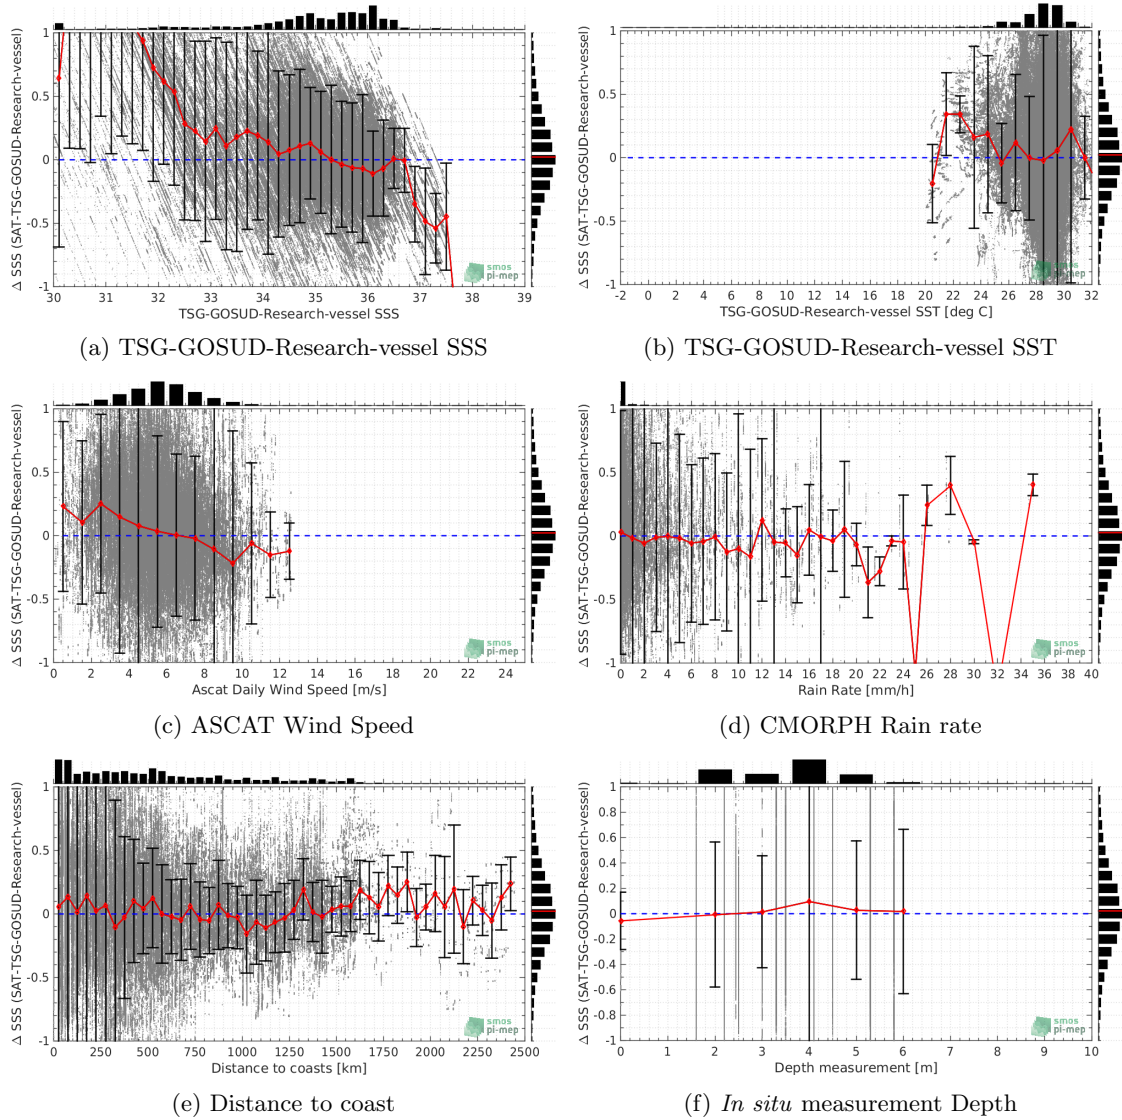 1
0.5
0
-0.5
-1
Δ SSS (SAT-TSG-GOSUD-Research-vessel)
30 31 32 33 34 35 36 37 38 39
TSG-GOSUD-Research-vessel SSS
smos
pi-mep
(a) TSG-GOSUD-Research-vessel SSS
1
0.5
0
-0.5
-1
Δ SSS (SAT-TSG-GOSUD-Research-vessel)
-2 0 2 4 6 8 10 12 14 16 18 20 22 24 26 28 30 32
TSG-GOSUD-Research-vessel SST [deg C]
smos
pi-mep
(b) TSG-GOSUD-Research-vessel SST
1
0.5
0
-0.5
-1
Δ SSS (SAT-TSG-GOSUD-Research-vessel)
0 2 4 6 8 10 12 14 16 18 20 22 24
Ascat Daily Wind Speed [m/s]
smos
pi-mep
(c) ASCAT Wind Speed
1
0.5
0
-0.5
-1
Δ SSS (SAT-TSG-GOSUD-Research-vessel)
0 2 4 6 8 10 12 14 16 18 20 22 24 26 28 30 32 34 36 38 40
Rain Rate [mm/h]
smos
pi-mep
(d) CMORPH Rain rate
1
0.5
0
-0.5
-1
Δ SSS (SAT-TSG-GOSUD-Research-vessel)
0 250 500 750 1000 1250 1500 1750 2000 2250 2500
Distance to coasts [km]
smos
pi-mep
(e) Distance to coast
1
0.8
0.6
0.4
0.2
0
-0.2
-0.4
-0.6
-0.8
-1
Δ SSS (SAT-TSG-GOSUD-Research-vessel)
0 1 2 3 4 5 6 7 8 9 10
Depth measurement [m]
smos
pi-mep
(f) In situ measurement Depth